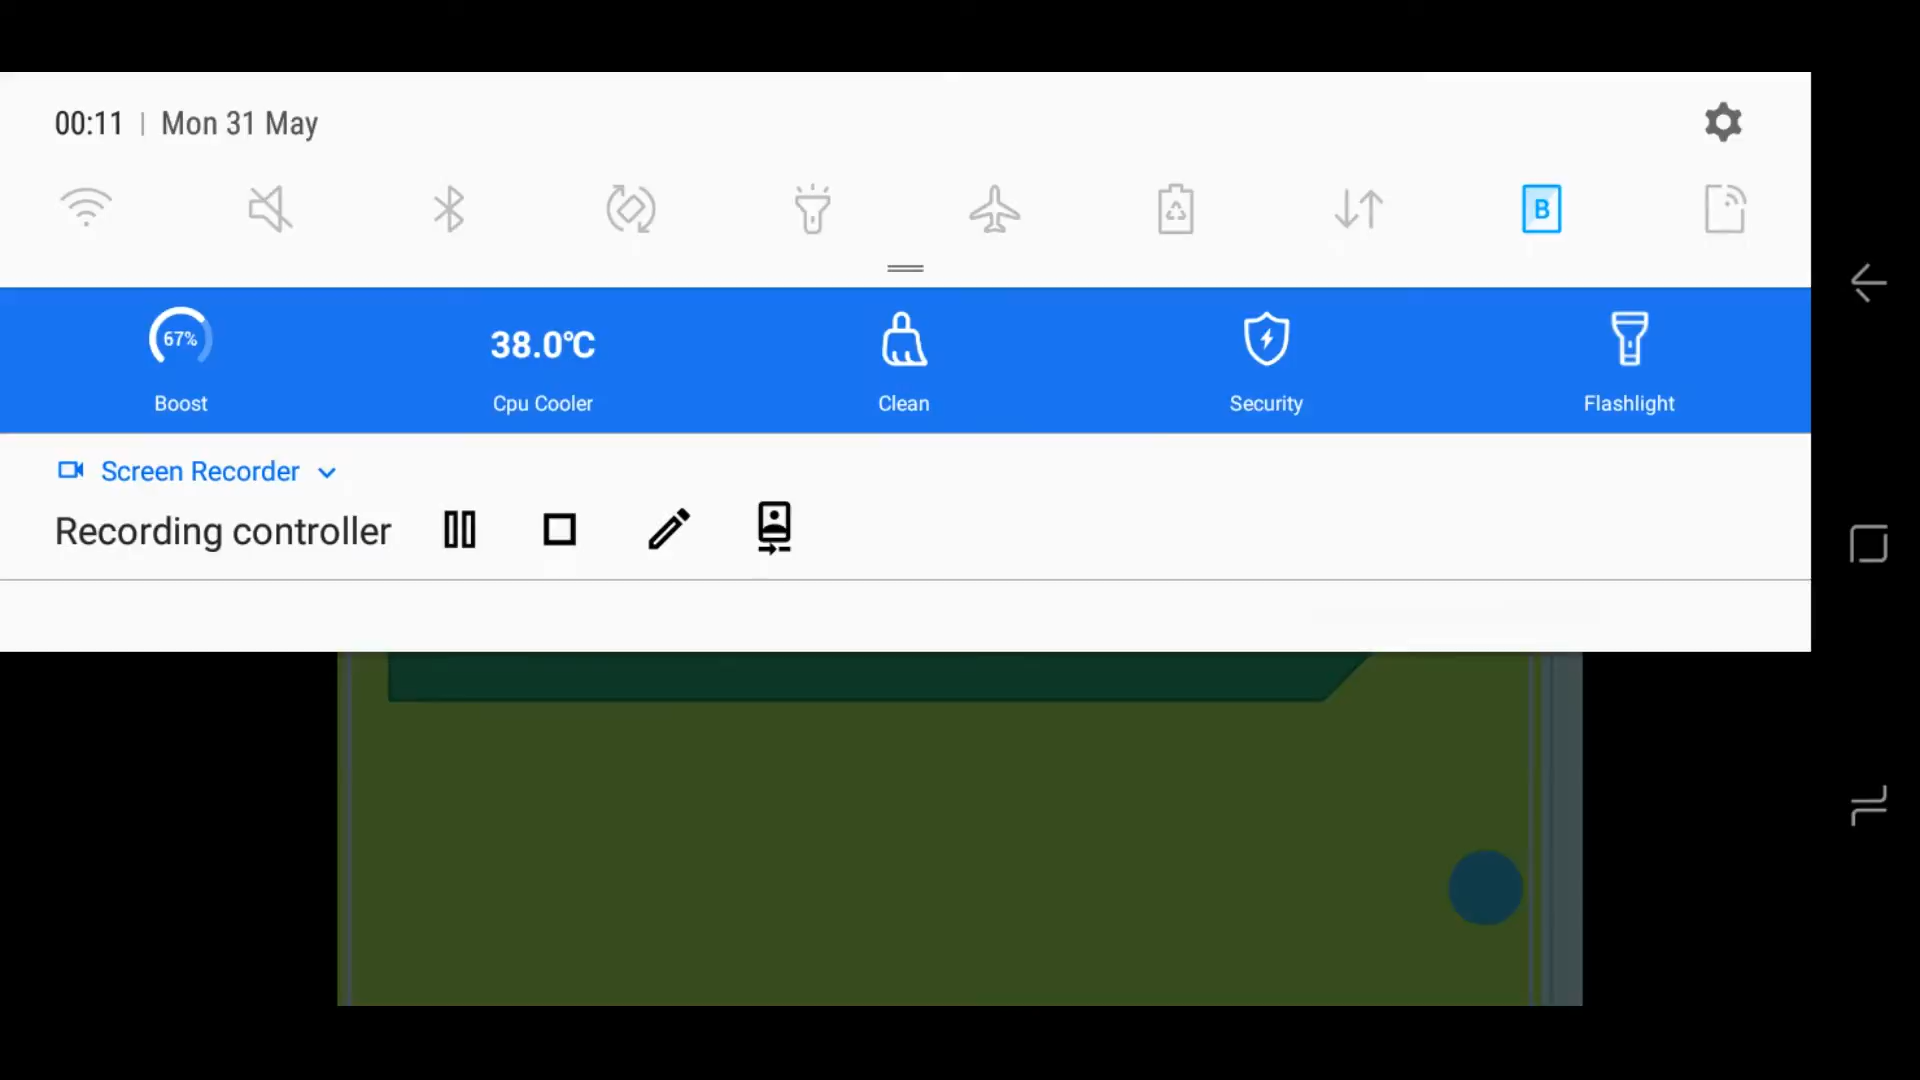 00:11 | Mon 31 May
B
67%
38.0°C
Boost
Cpu Cooler
Clean
Security
Flashlight
Screen Recorder
Recording controller